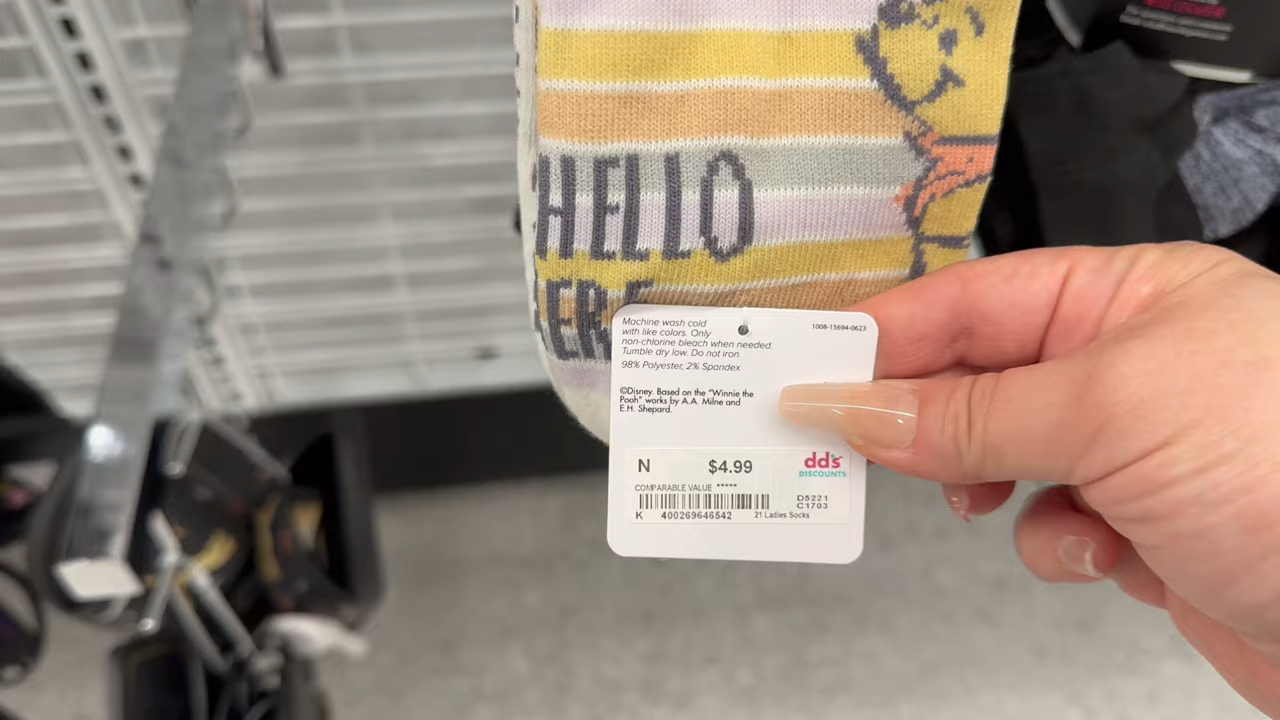 HELLO
ERE
Machine wash cold
with like colors. Only
non-chlorine bleach when needed.
Tumble dry low. Do not iron.
98% Polyester, 2% Spandex
1008-15694-0623
©Disney. Based on the "Winnie the
Pooh" works by A.A. Milne and
E.H. Shepard.
N $4.99
dd's
DISCOUNTS
COMPARABLE VALUE *****
D5221
C1703
K 400269646542 21 Ladies Socks